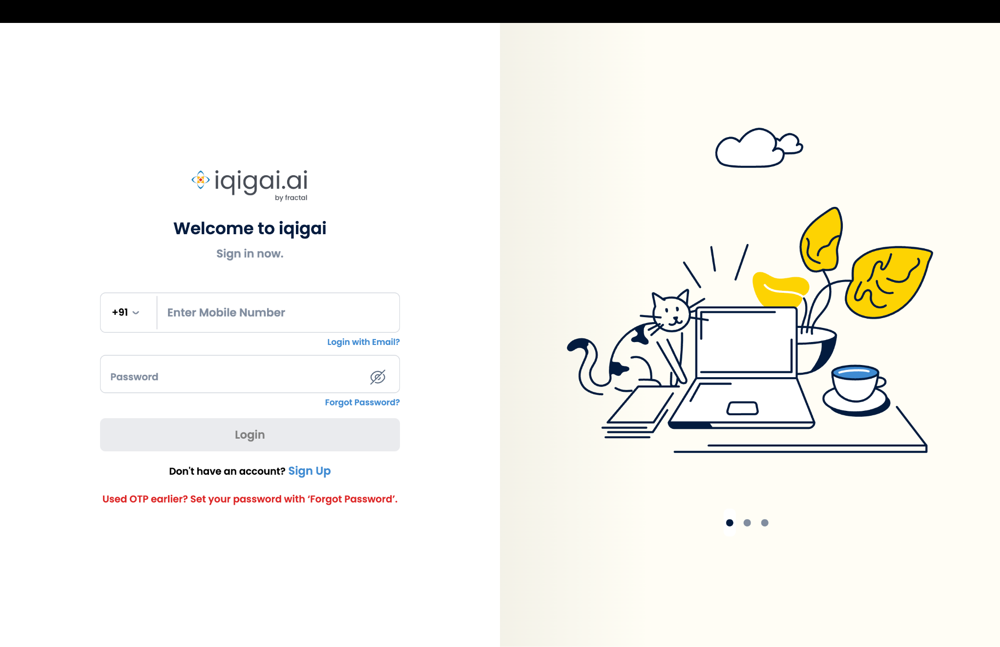 iqigai.ai
by fractal
Welcome to iqigai
Sign in now.
+91 Enter Mobile Number
Login with Email?
Password
Forgot Password?
Login
Don't have an account? Sign Up
Used OTP earlier? Set your password with ‘Forgot Password’.